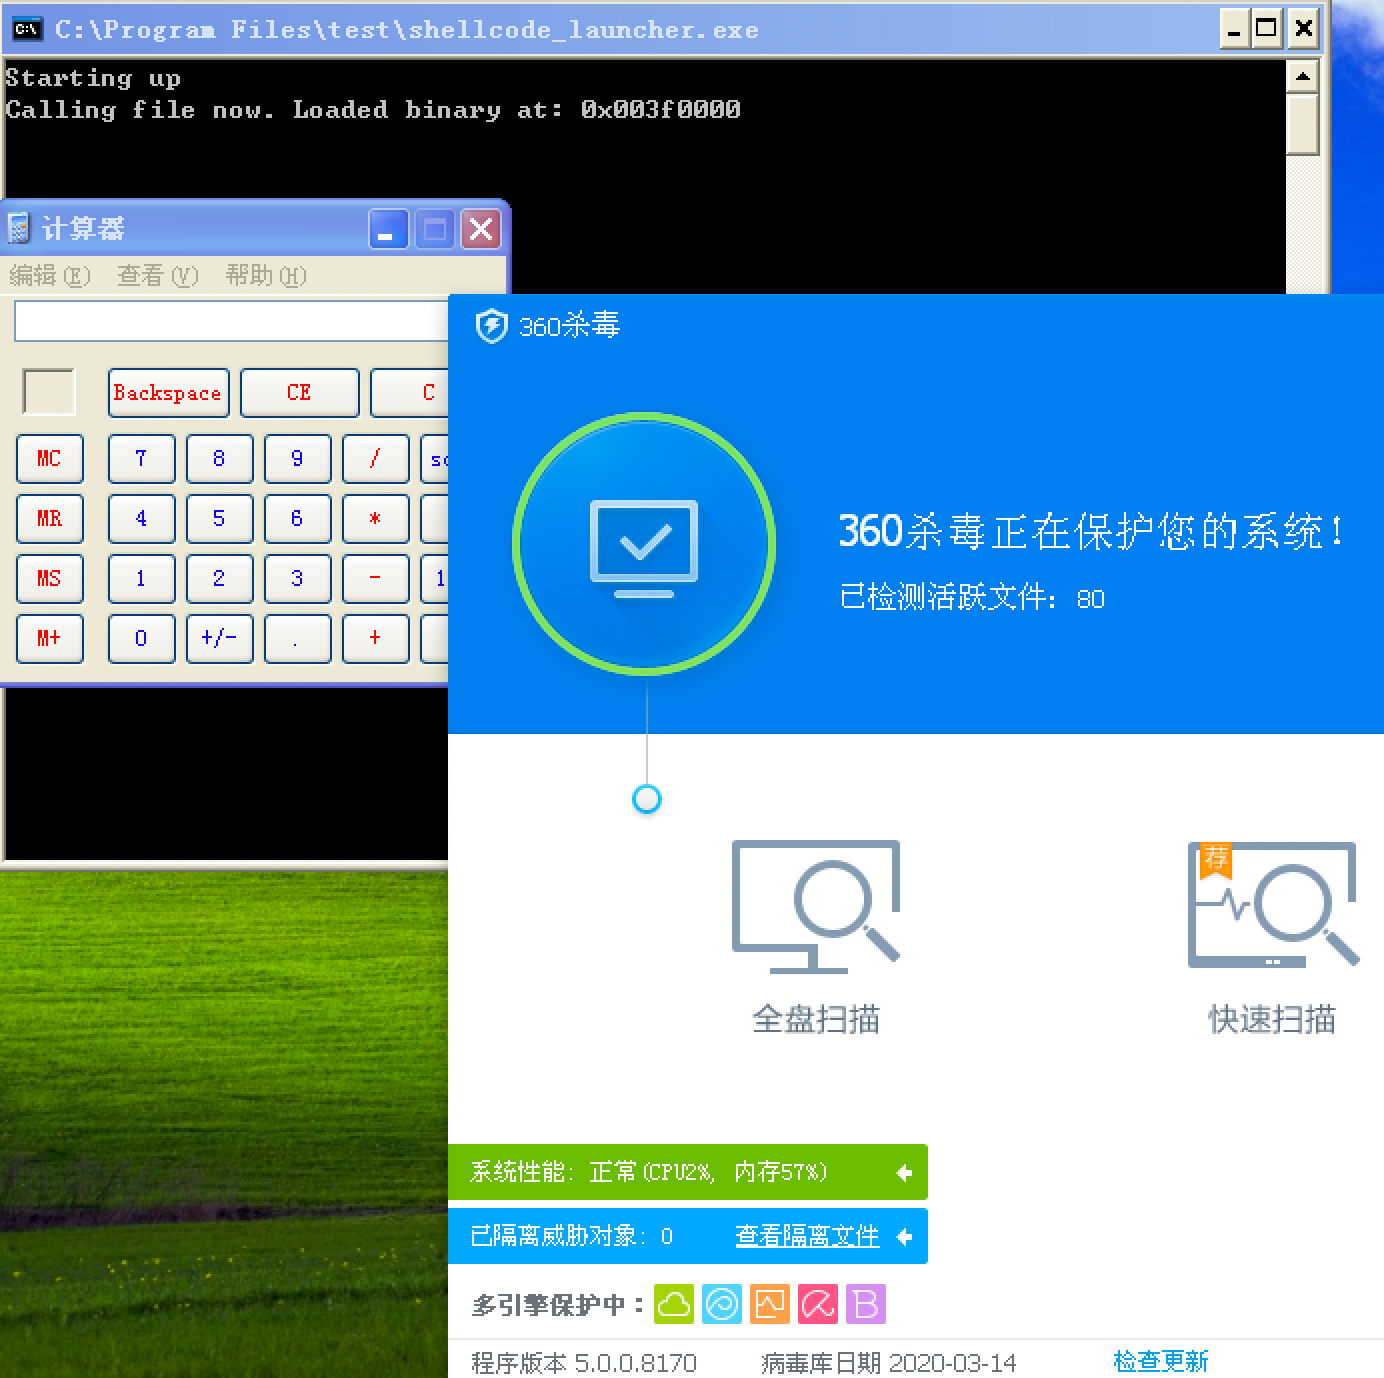 C:\Program Files\test\shellcode_launcher.exe
Starting up
Calling file now. Loaded binary at: 0x003f0000
计算器
编辑(E) 查看(V) 帮助(H)
Backspace CE C
MC 7 8 9 /
MR 4 5 6 *
MS 1 2 3 - 1
M+ 0 +/- . +
360杀毒
360杀毒正在保护您的系统!
已检测活跃文件: 80
荐
全盘扫描 快速扫描
系统性能: 正常(CPU2%, 内存57%)
已隔离威胁对象: 0 查看隔离文件
多引擎保护中：
程序版本 5.0.0.8170 病毒库日期 2020-03-14 检查更新